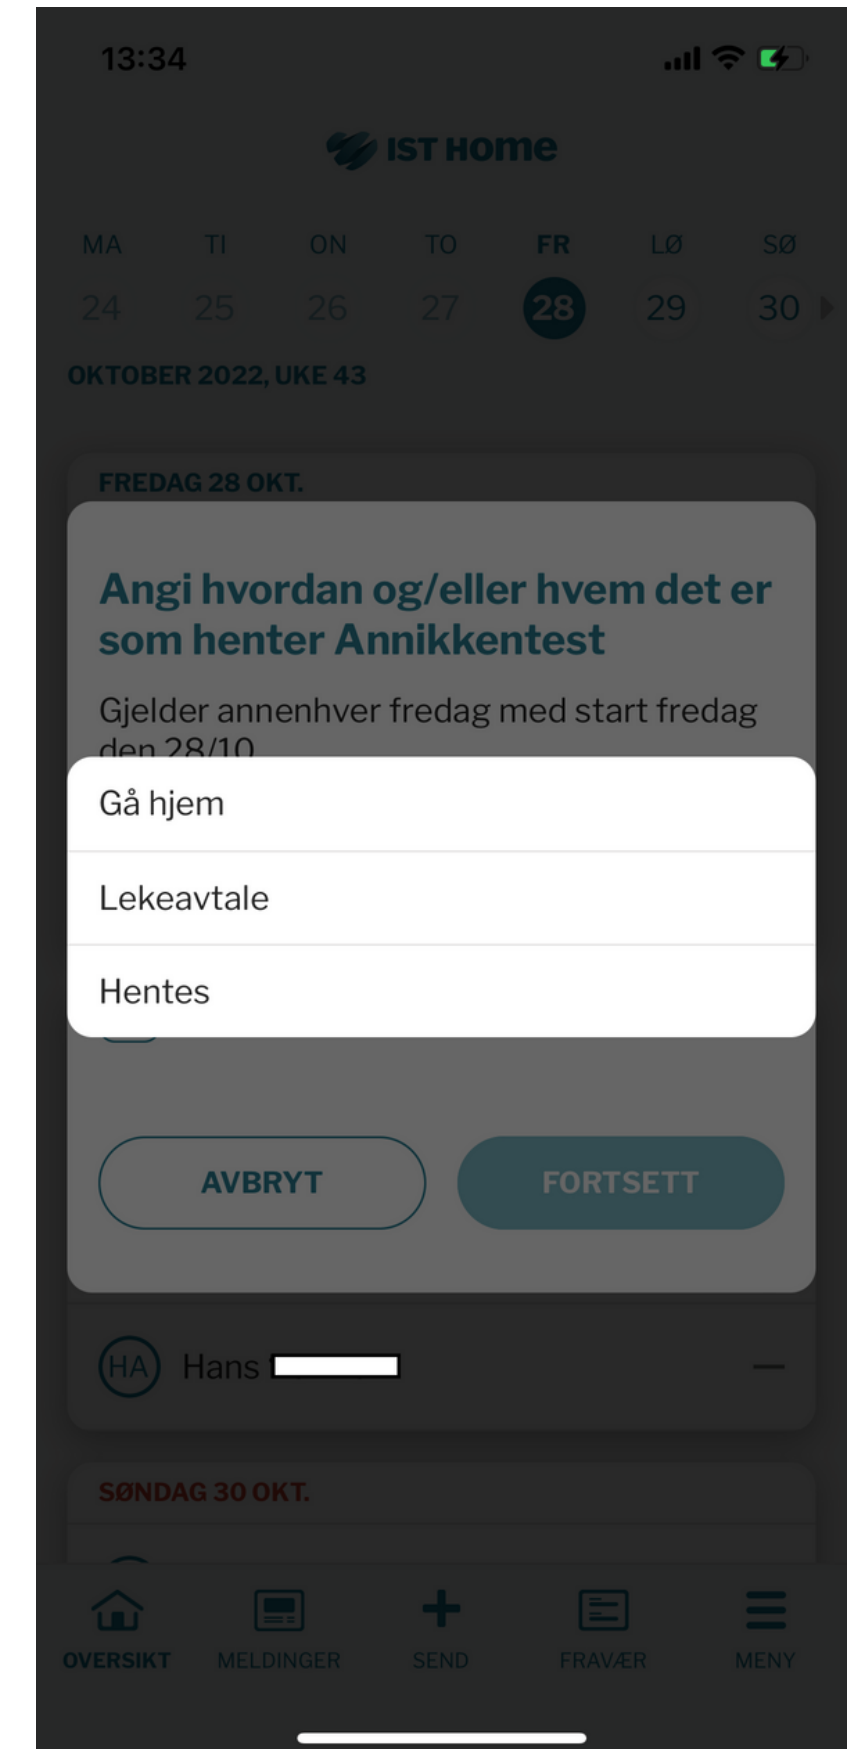 13:34
IST Home
MA TI ON TO FR LØ SØ
24 25 26 27 28 29 30
OKTOBER 2022, UKE 43
FREDAG 28 OKT.
Angi hvordan og/eller hvem det er
som henter Annikkentest
Gjelder annenhver fredag med start fredag
den 28/10
Gå hjem
Lekeavtale
Hentes
AVBRYT FORTSETT
HA Hans
SØNDAG 30 OKT.
OVERSIKT MELDINGER SEND FRAVÆR MENY